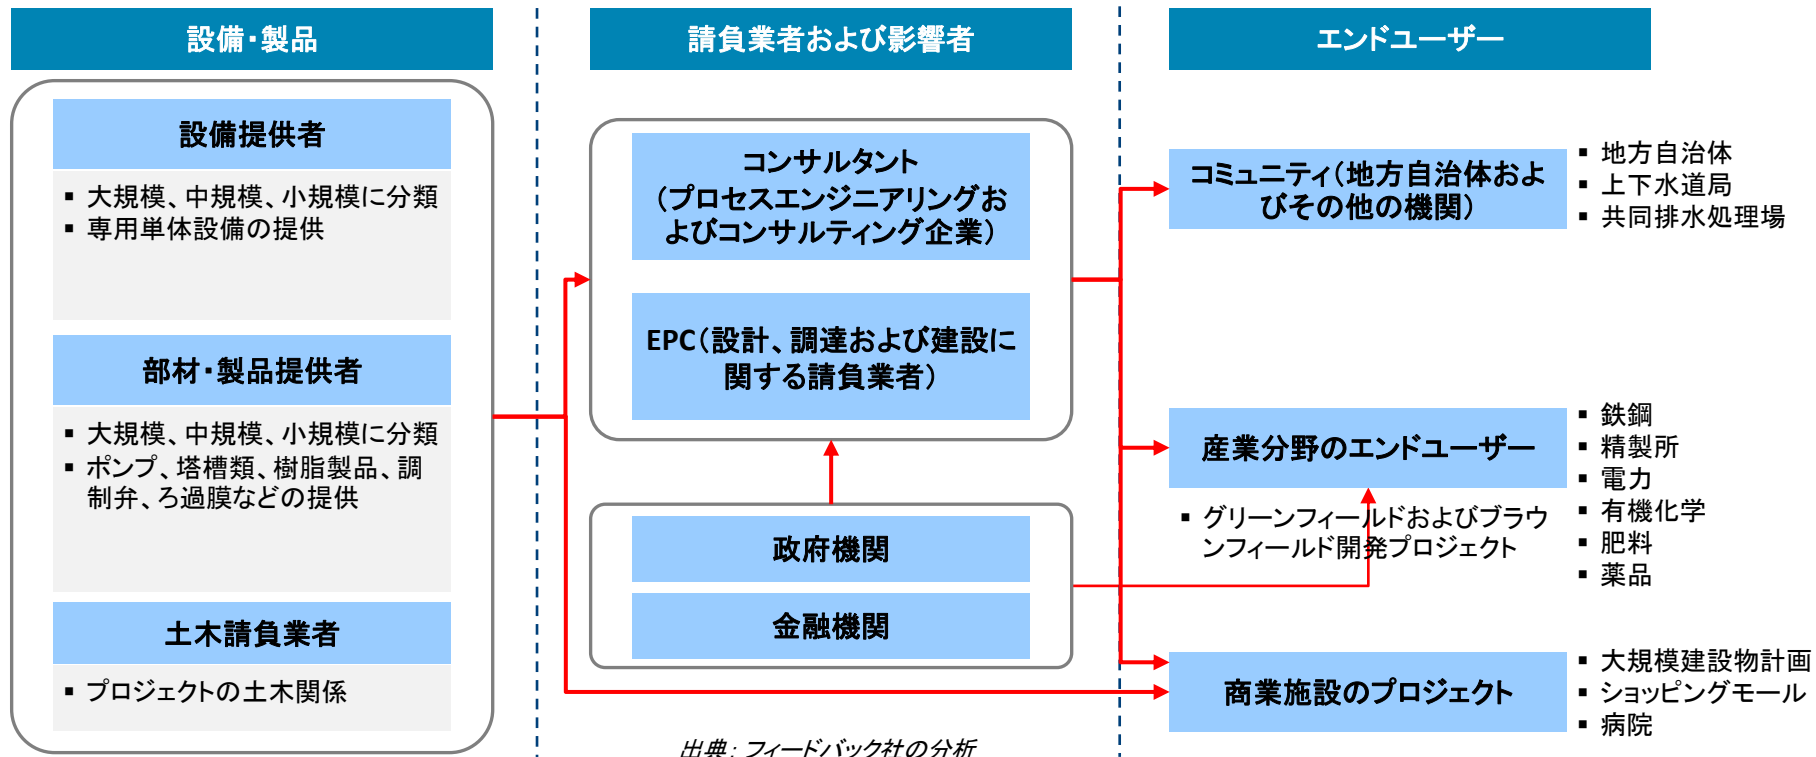 設備・製品
設備提供者
▪ 大規模、中規模、小規模に分類
▪ 専用単体設備の提供
部材・製品提供者
▪ 大規模、中規模、小規模に分類
▪ ポンプ、塔槽類、樹脂製品、調
制弁、ろ過膜などの提供
土木請負業者
▪ プロジェクトの土木関係
請負業者および影響者
コンサルタント
（プロセスエンジニアリングお
よびコンサルティング企業）
EPC（設計、調達および建設に
関する請負業者）
政府機関
金融機関
出典：フィードバック社の分析
エンドユーザー
コミュニティ（地方自治体およ
びその他の機関）
▪ 地方自治体
▪ 上下水道局
▪ 共同排水処理場
産業分野のエンドユーザー
▪ グリーンフィールドおよびブラウ
ンフィールド開発プロジェクト
▪ 鉄鋼
▪ 精製所
▪ 電力
▪ 有機化学
▪ 肥料
▪ 薬品
商業施設のプロジェクト
▪ 大規模建設物計画
▪ ショッピングモール
▪ 病院